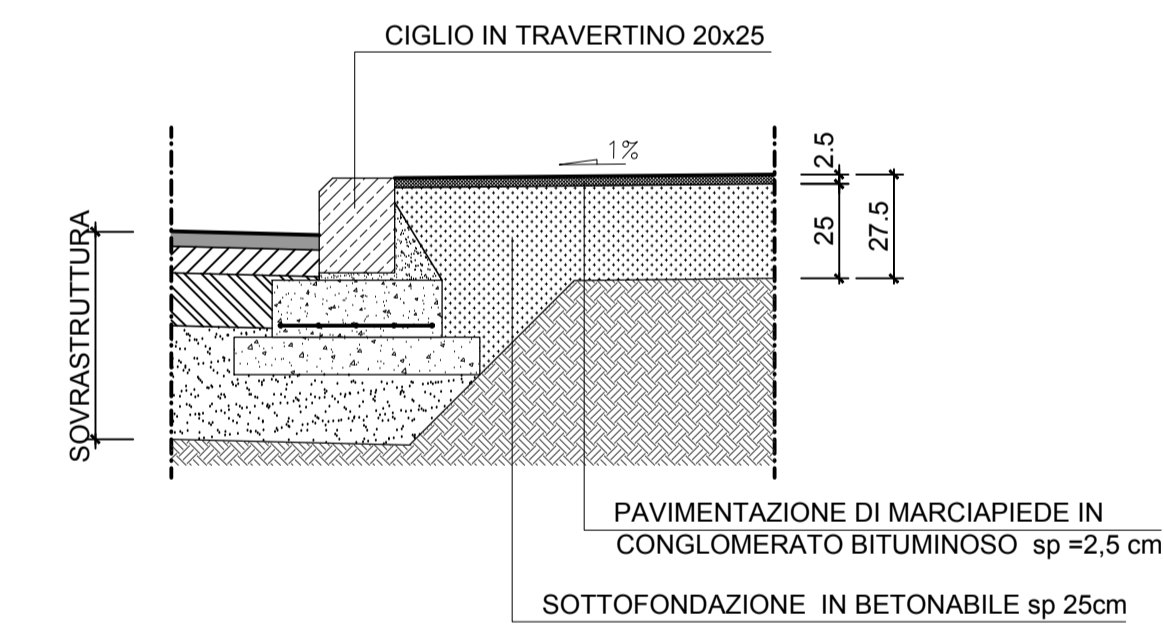 CIGLIO IN TRAVERTINO 20x25
1%
2.5
25
27.5
SOVRASTRUTTURA
PAVIMENTAZIONE DI MARCIAPIEDE IN
CONGLOMERATO BITUMINOSO sp =2,5 cm
SOTTOFONDAZIONE IN BETONABILE sp 25cm